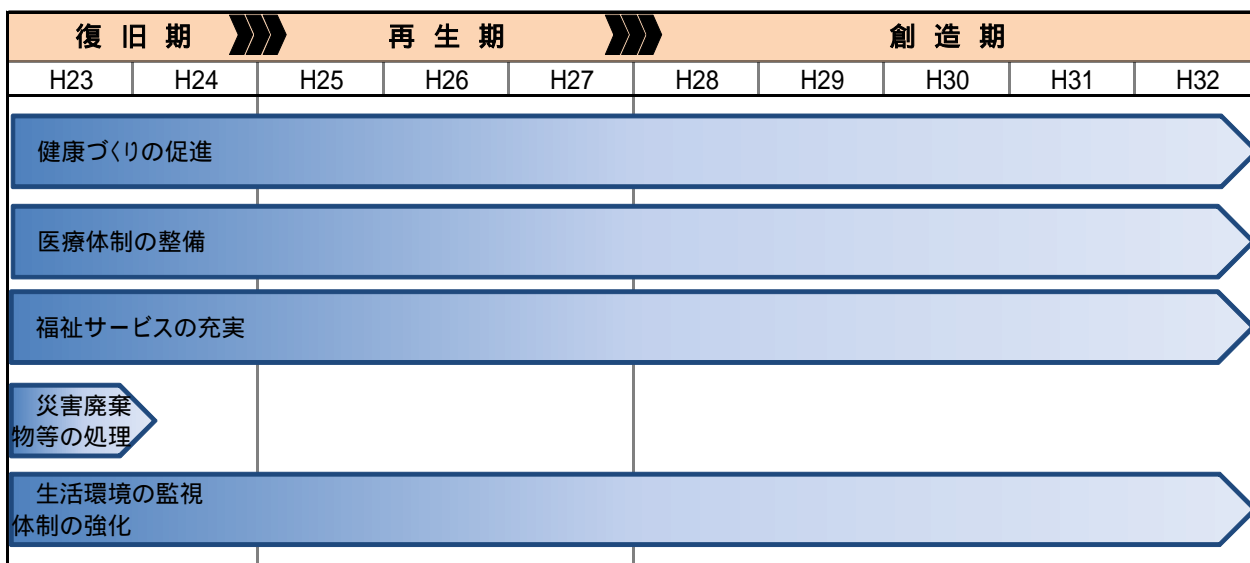 復旧期 再生期 創造期
H23 H24 H25 H26 H27 H28 H29 H30 H31 H32
健康づくりの促進
医療体制の整備
福祉サービスの充実
災害廃棄
物等の処理
生活環境の監視
体制の強化